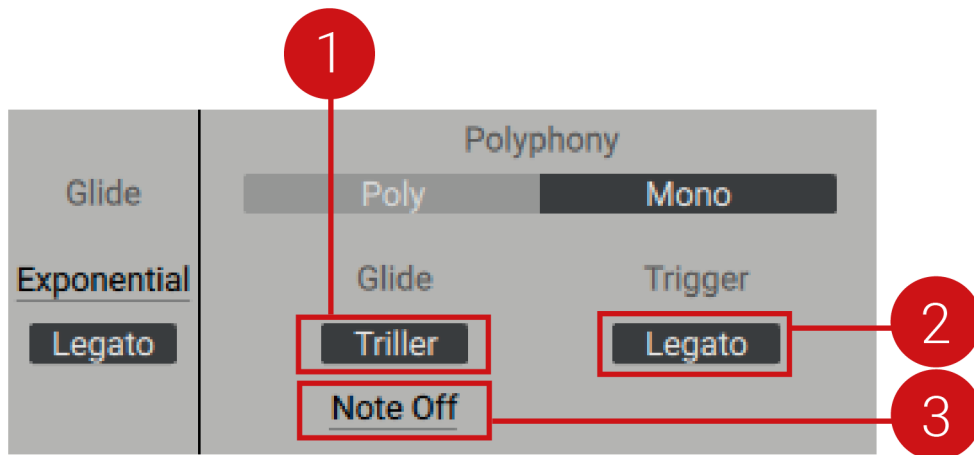 1
Polyphony
Glide
Poly Mono
Exponential
Glide Trigger
Legato
Triller
Legato
2
Note Off
3